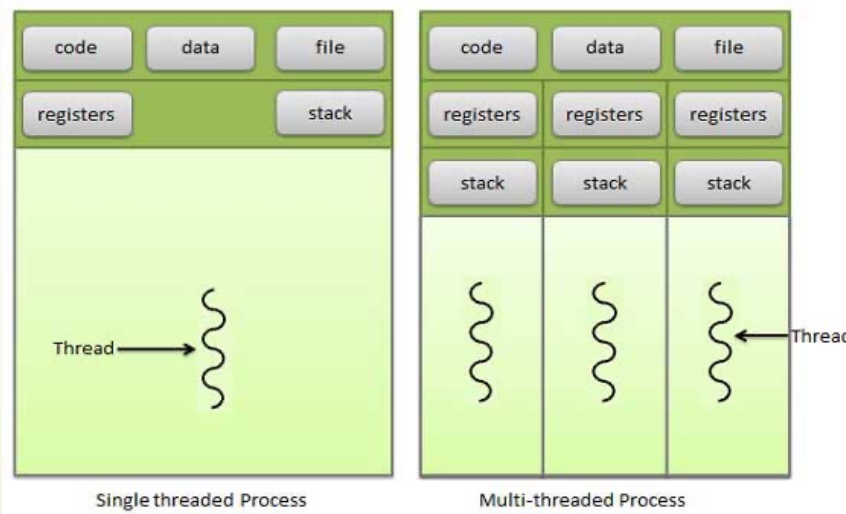 code data file
registers stack
Thread
Single threaded Process
code data file
registers registers registers
stack stack stack
Thread
Multi-threaded Process